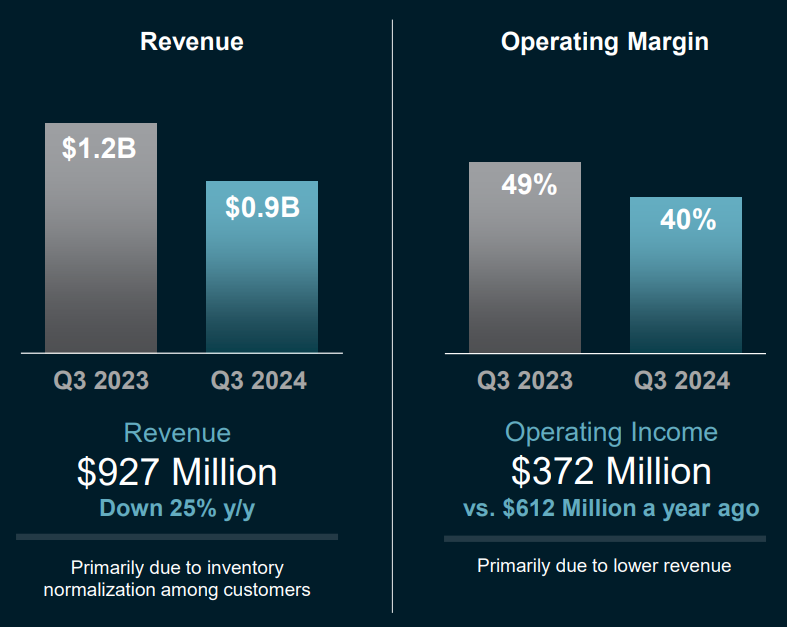 Revenue
$1.2B
$0.9B
Q3 2023
Q3 2024
Revenue
$927 Million
Down 25% y/y
Primarily due to inventory
normalization among customers
Operating Margin
49%
40%
Q3 2023
Q3 2024
Operating Income
$372 Million
vs. $612 Million a year ago
Primarily due to lower revenue